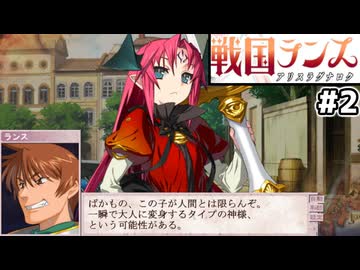 戦国ランス
アリスラグナロク
#2
ランス
ばかもの、この子が人間とは限らんぞ。
一瞬で大人に変身するタイプの神様、
という可能性がある。